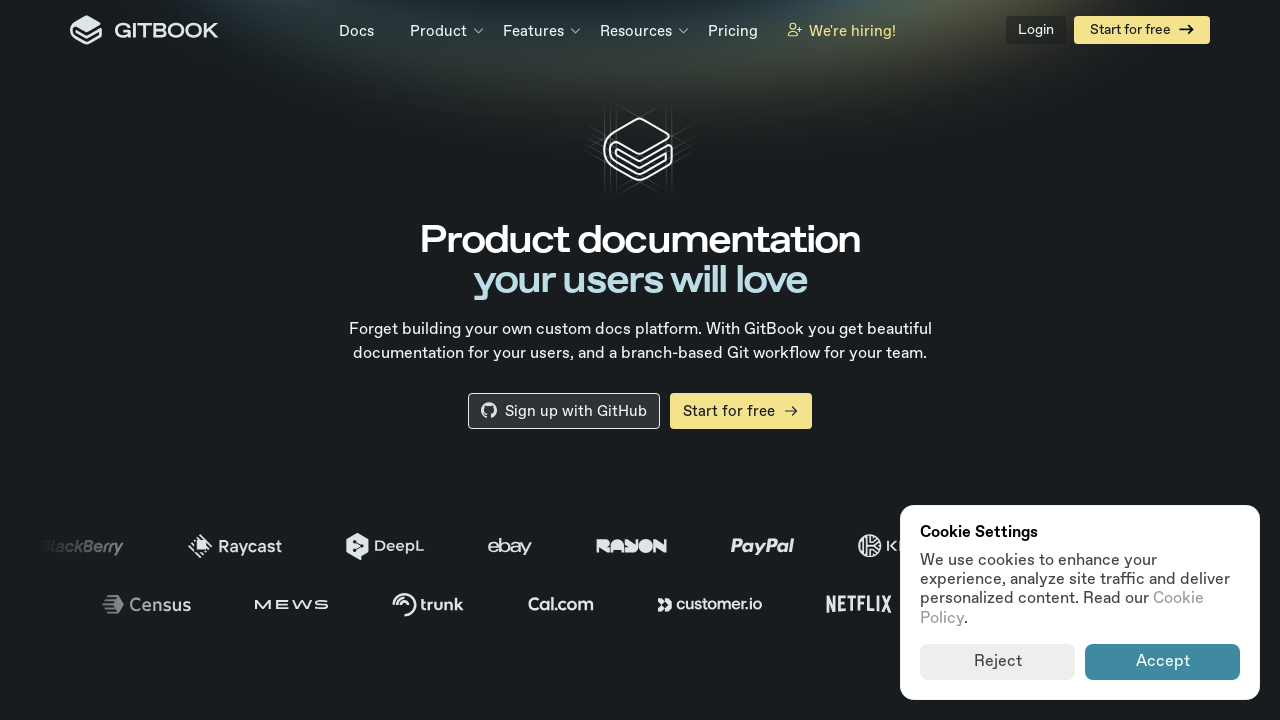 GITBOOK
Docs
Product
Features
Resources
Pricing
We're hiring!
Login
Start for free
Product documentation
your users will love
Forget building your own custom docs platform. With GitBook you get beautiful
documentation for your users, and a branch-based Git workflow for your team.
Sign up with GitHub
Start for free
BlackBerry
Raycast
DeepL
ebay
RAYON
PayPal
Census
MEWS
trunk
Cal.com
customer.io
NETFLIX
Cookie Settings
We use cookies to enhance your
experience, analyze site traffic and deliver
personalized content. Read our Cookie
Policy.
Reject
Accept